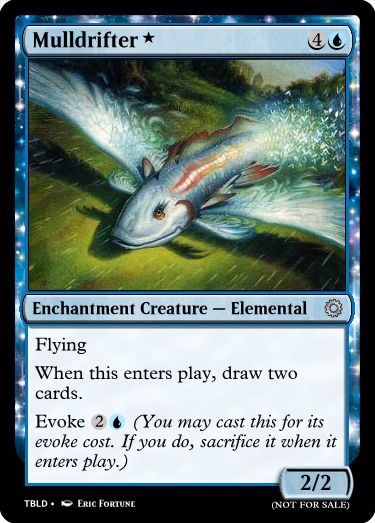 Mulldrifter★ 4
Enchantment Creature — Elemental
Flying
When this enters play, draw two
cards.
Evoke 2 (You may cast this for its
evoke cost. If you do, sacrifice it when it
enters play.)
2/2
TBLD • Eric Fortune
(NOT FOR SALE)